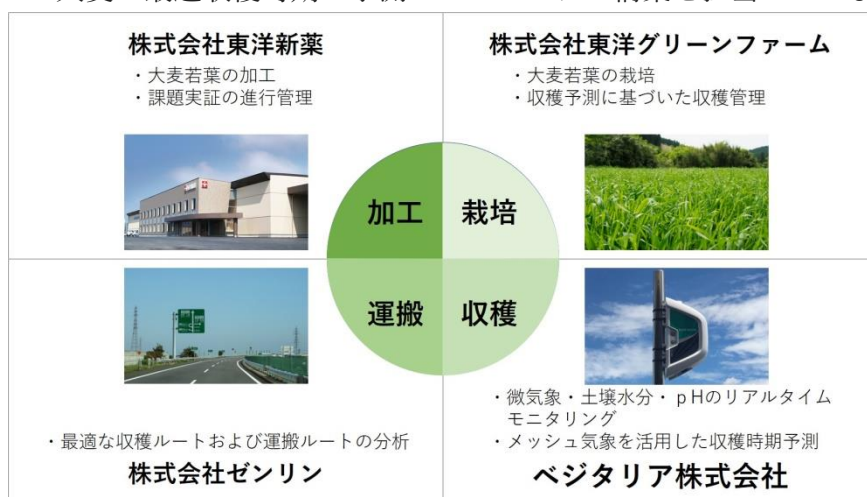 株式会社東洋新薬
・大麦若葉の加工
・課題実証の進行管理
株式会社東洋グリーンファーム
・大麦若葉の栽培
・収穫予測に基づいた収穫管理
加工
栽培
運搬
収穫
・最適な収穫ルートおよび運搬ルートの分析
株式会社ゼンリン
・微気象・土壌水分・pHのリアルタイム
モニタリング
・メッシュ気象を活用した収穫時期予測
ベジタリア株式会社